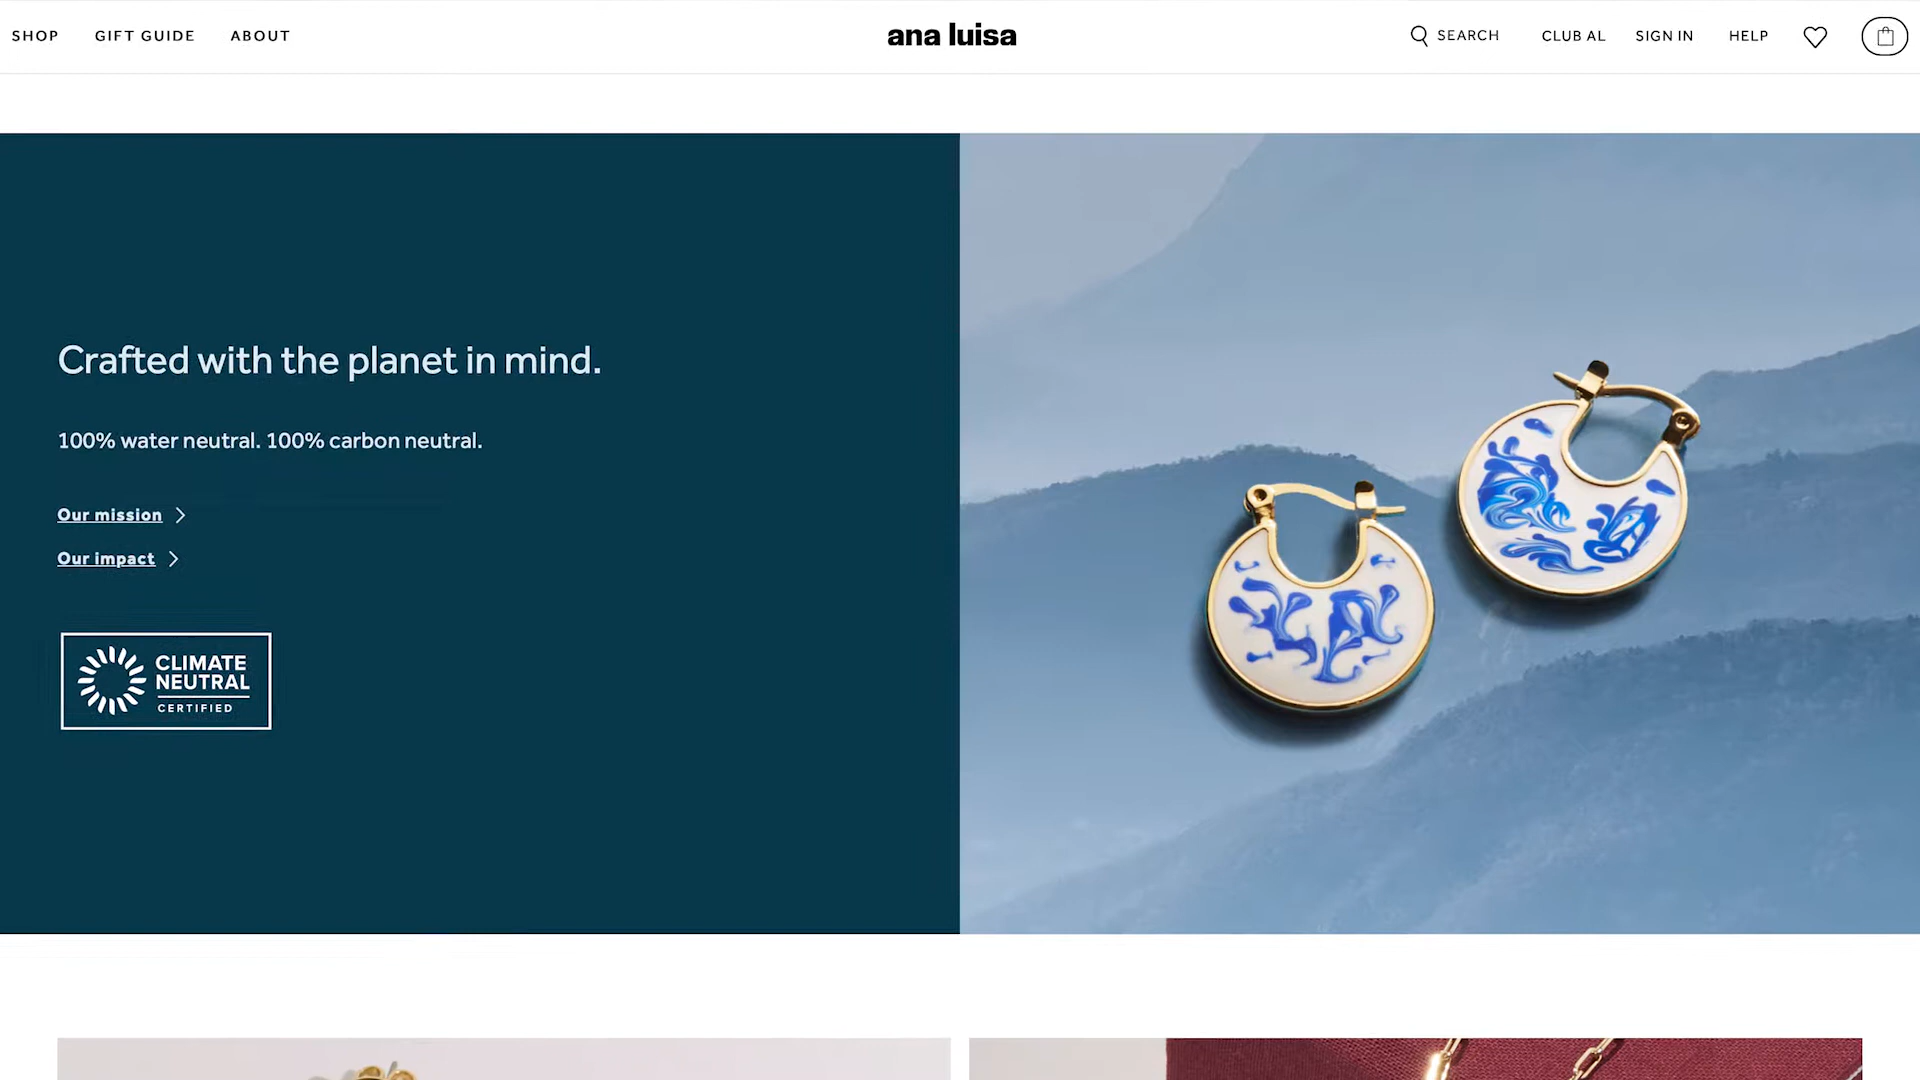 SHOP GIFT GUIDE ABOUT ana luisa SEARCH CLUB AL SIGN IN HELP
Crafted with the planet in mind.
100% water neutral. 100% carbon neutral.
Our mission
Our impact
CLIMATE
NEUTRAL
CERTIFIED